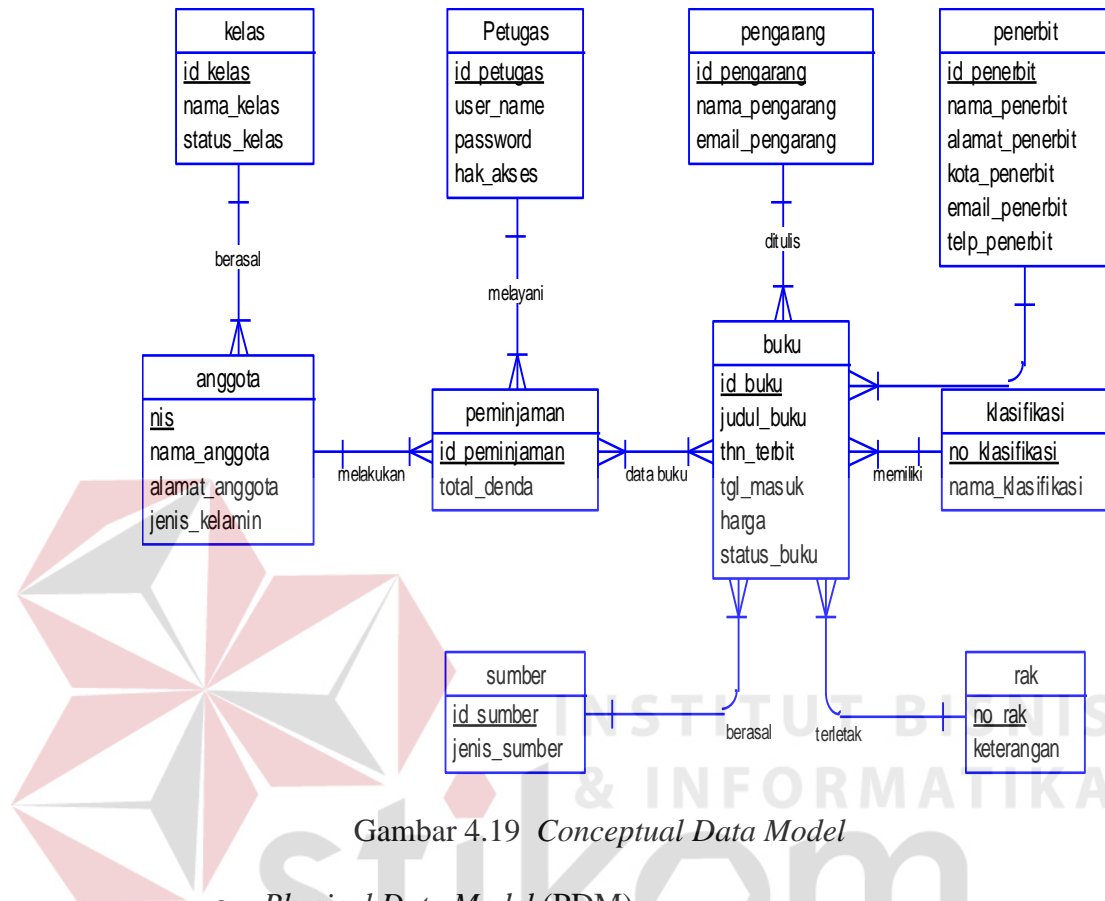 kelas
id_kelas
nama_kelas
status_kelas
Petugas
id_petugas
user_name
password
hak_akses
pengarang
id_pengarang
nama_pengarang
email_pengarang
penerbit
id_penerbit
nama_penerbit
alamat_penerbit
kota_penerbit
email_penerbit
telp_penerbit
berasal
melayani
ditulis
anggota
nis
nama_anggota
alamat_anggota
jenis_kelamin
melakukan
peminjaman
id_peminjaman
total_denda
data buku
buku
id_buku
judul_buku
thn_terbit
tgl_masuk
harga
status_buku
memiliki
klasifikasi
no_klasifikasi
nama_klasifikasi
sumber
id_sumber
jenis_sumber
berasal
terletak
rak
no_rak
keterangan
INSTITUT BISNIS
& INFORMATIKA
Gambar 4.19 Conceptual Data Model
stikom
Physical Data Model (PDM)